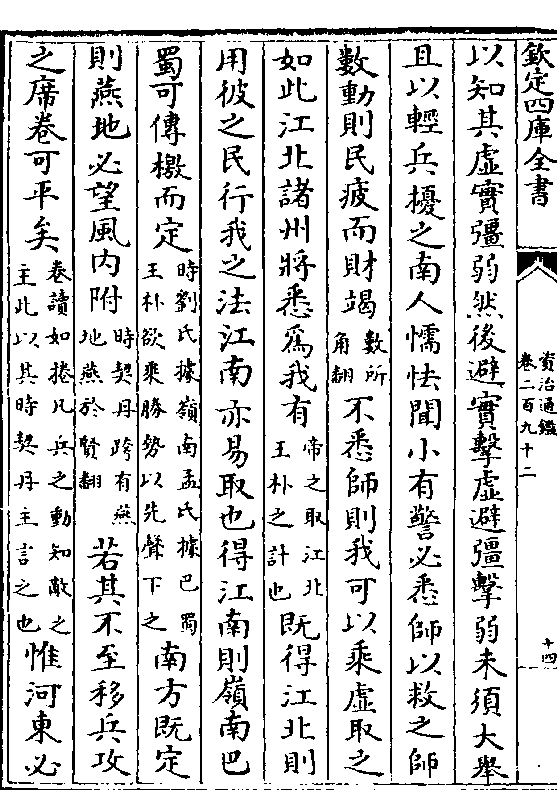 欽定四庫全書
資治通鑑
卷二百九十二
十四
以知其虛實彊弱然後避實擊虛避彊擊弱未須大舉
且以輕兵擾之南人懦怯聞小有警必悉師以救之師
數動則民疲而財竭數所角翻不悉師則我可以乘虛取之
如此江北諸州將悉爲我有帝之取江北王朴之計也既得江北則
用彼之民行我之法江南亦易取也得江南則嶺南巴
蜀可傳檄而定時劉氏據嶺南孟氏據巴蜀王朴欲乘勝勢以先聲下之南方既定
則燕地必望風內附時契丹跨有燕地燕於賢翻若其不至移兵攻
之席卷可平矣卷讀如捲凡兵之動知敵之主此以其時契丹主言之也惟河東必